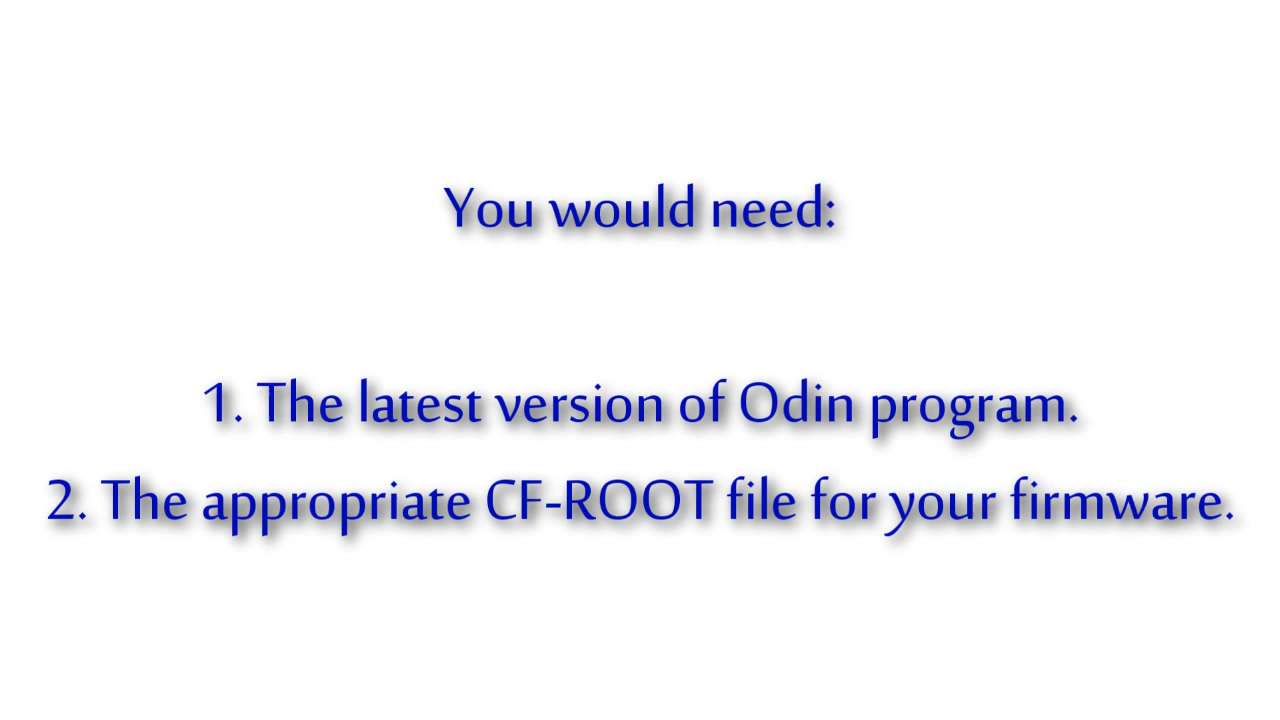 You would need:
1. The latest version of Odin program.
2. The appropriate CF-ROOT file for your firmware.